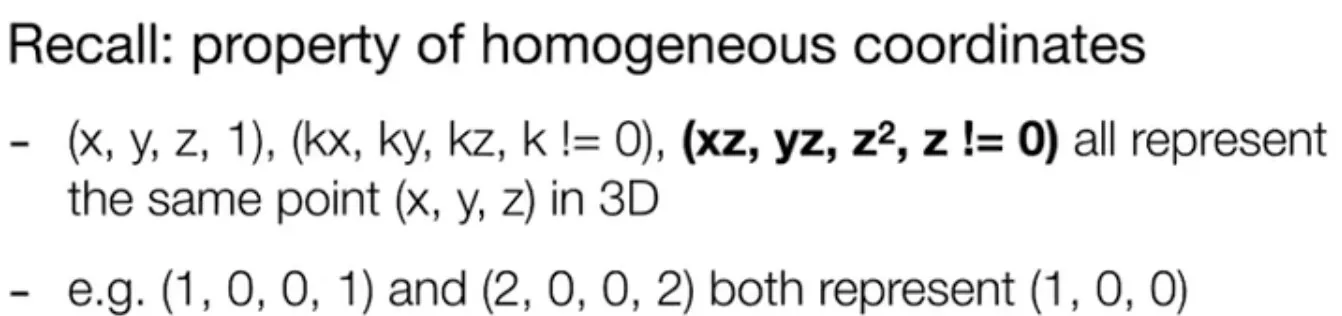 Recall: property of homogeneous coordinates
- (x, y, z, 1), (kx, ky, kz, k != 0), (xz, yz, z², z != 0) all represent
the same point (x, y, z) in 3D
- e.g. (1, 0, 0, 1) and (2, 0, 0, 2) both represent (1, 0, 0)